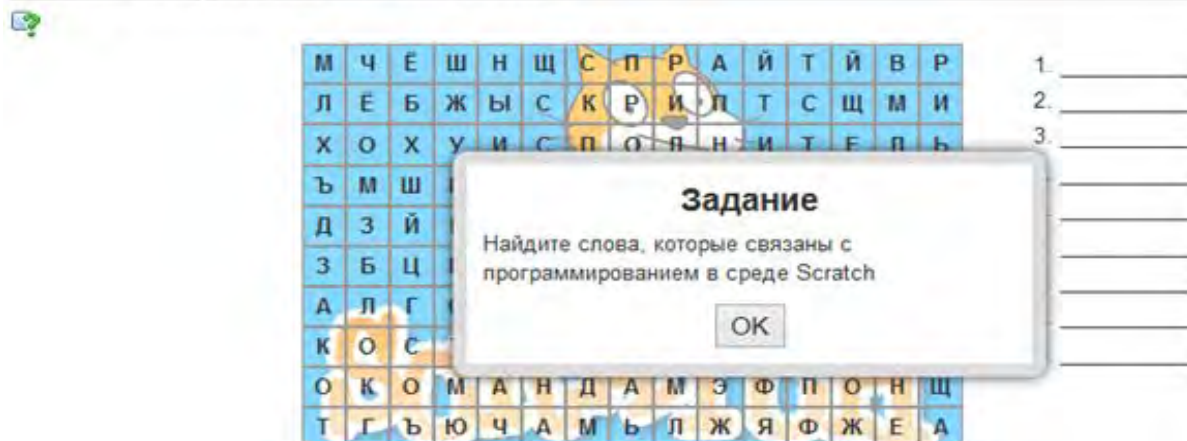 М Ч Ё Ш Н Щ С П Р А Й Т Й В Р
Л Ё Б Ж Ы С К Р И П Т С Щ М И
Х О Х У И С П О Л Н И Т Е Л Ь
Ъ М Ш
Д З Й
З Б Ц
А Л Г
К О С
О К О М А Н Д А М Э Ф П О Н Щ
Т Г Ъ Ю Ч А М Ь Л Ж Я Ф Ж Е А
Задание
Найдите слова, которые связаны с
программированием в среде Scratch
OK
1.
2.
3.